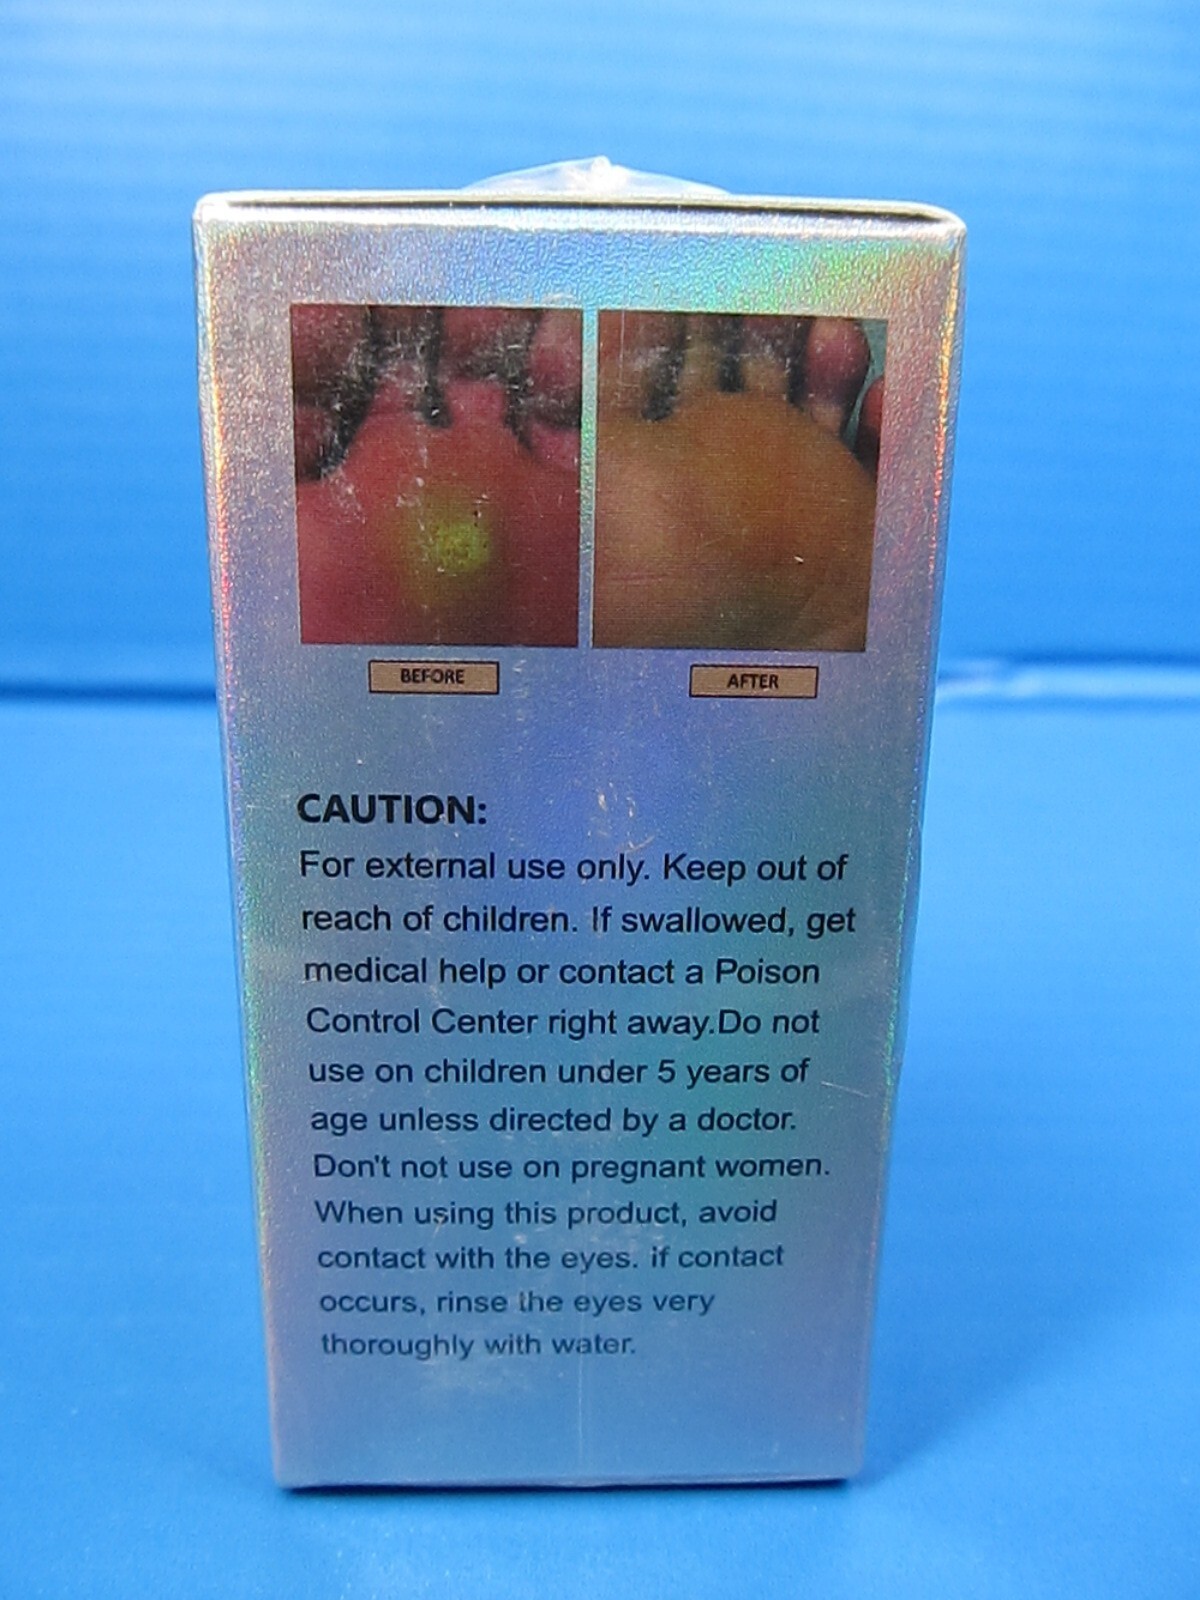 BEFORE
AFTER
CAUTION:
For external use only. Keep out of
reach of children. If swallowed, get
medical help or contact a Poison
Control Center right away.Do not
use on children under 5 years of
age unless directed by a doctor.
Don't not use on pregnant women.
When using this product, avoid
contact with the eyes. if contact
occurs, rinse the eyes very
thoroughly with water.